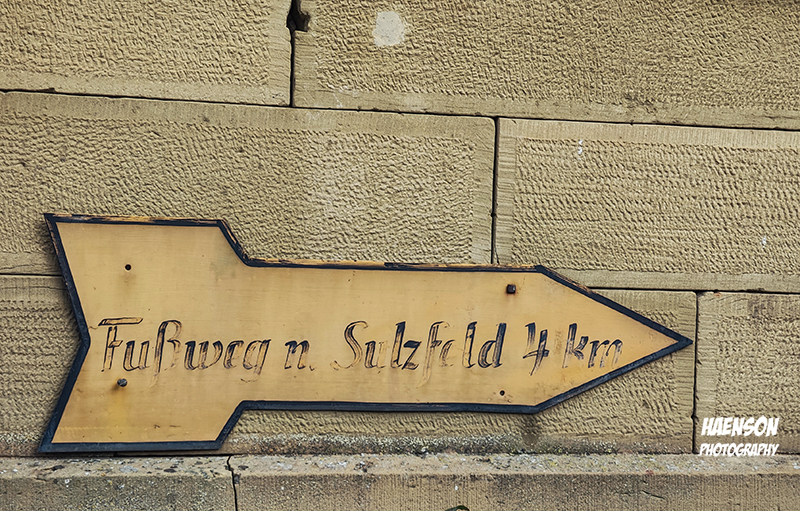 Fußweg n. Sulzfeld 4 km
HAENSON
PHOTOGRAPHY